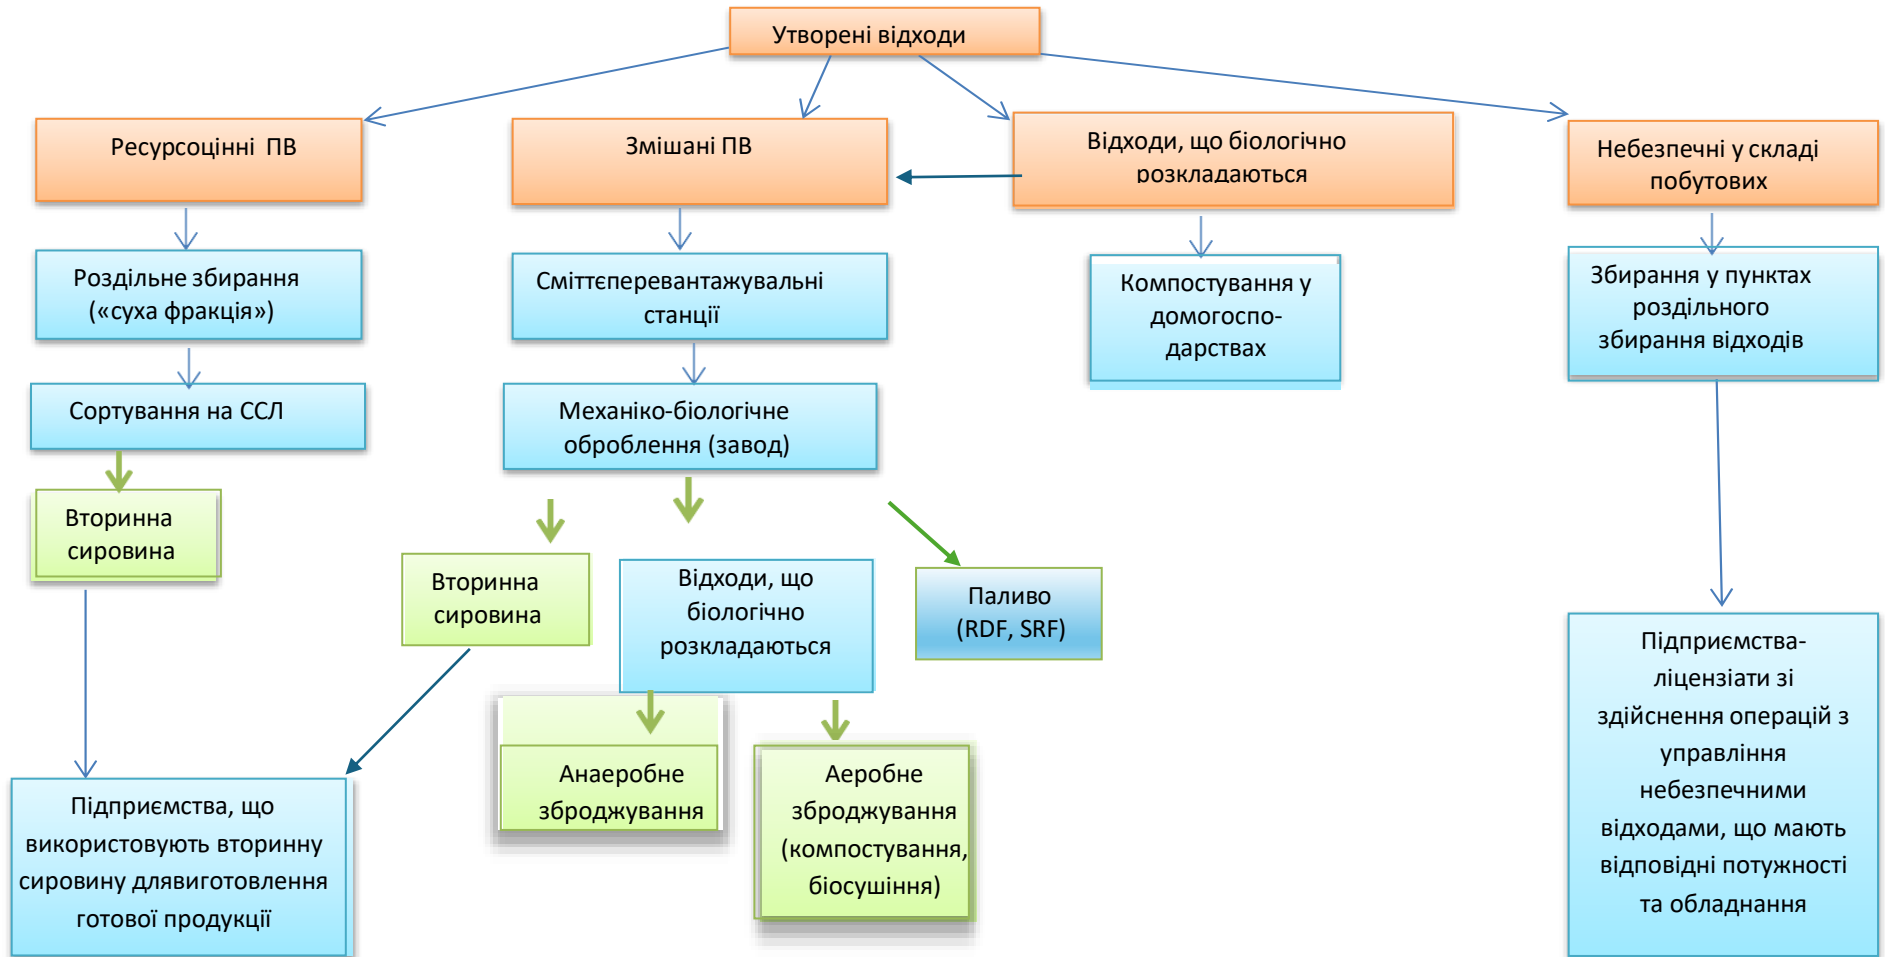 Утворені відходи
Ресурсоцінні ПВ
Змішані ПВ
Відходи, що біологічно
розкладаються
Небезпечні у складі
побутових
Роздільне збирання
(«суха фракція»)
Сміттєперевантажувальні
станції
Компостування у
домогоспо-
дарствах
Збирання у пунктах
роздільного
збирання відходів
Сортування на ССЛ
Механіко-біологічне
оброблення (завод)
Вторинна
сировина
Вторинна
сировина
Відходи, що
біологічно
розкладаються
Паливо
(RDF, SRF)
Анаеробне
зброджування
Аеробне
зброджування
(компостування,
біосушіння)
Підприємства, що
використовують вторинну
сировину длявиготовлення
готової продукції
Підприємства-
ліцензіати зі
здійснення операцій з
управління
небезпечними
відходами, що мають
відповідні потужності
та обладнання